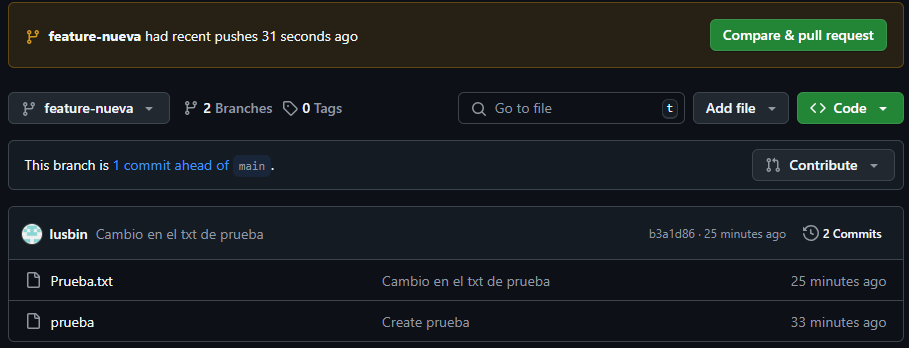 feature-nueva had recent pushes 31 seconds ago
Compare & pull request
feature-nueva
2 Branches
0 Tags
Go to file
t
Add file
Code
This branch is 1 commit ahead of main.
Contribute
lusbin Cambio en el txt de prueba
b3a1d86 · 25 minutes ago
2 Commits
Prueba.txt Cambio en el txt de prueba 25 minutes ago
prueba Create prueba 33 minutes ago